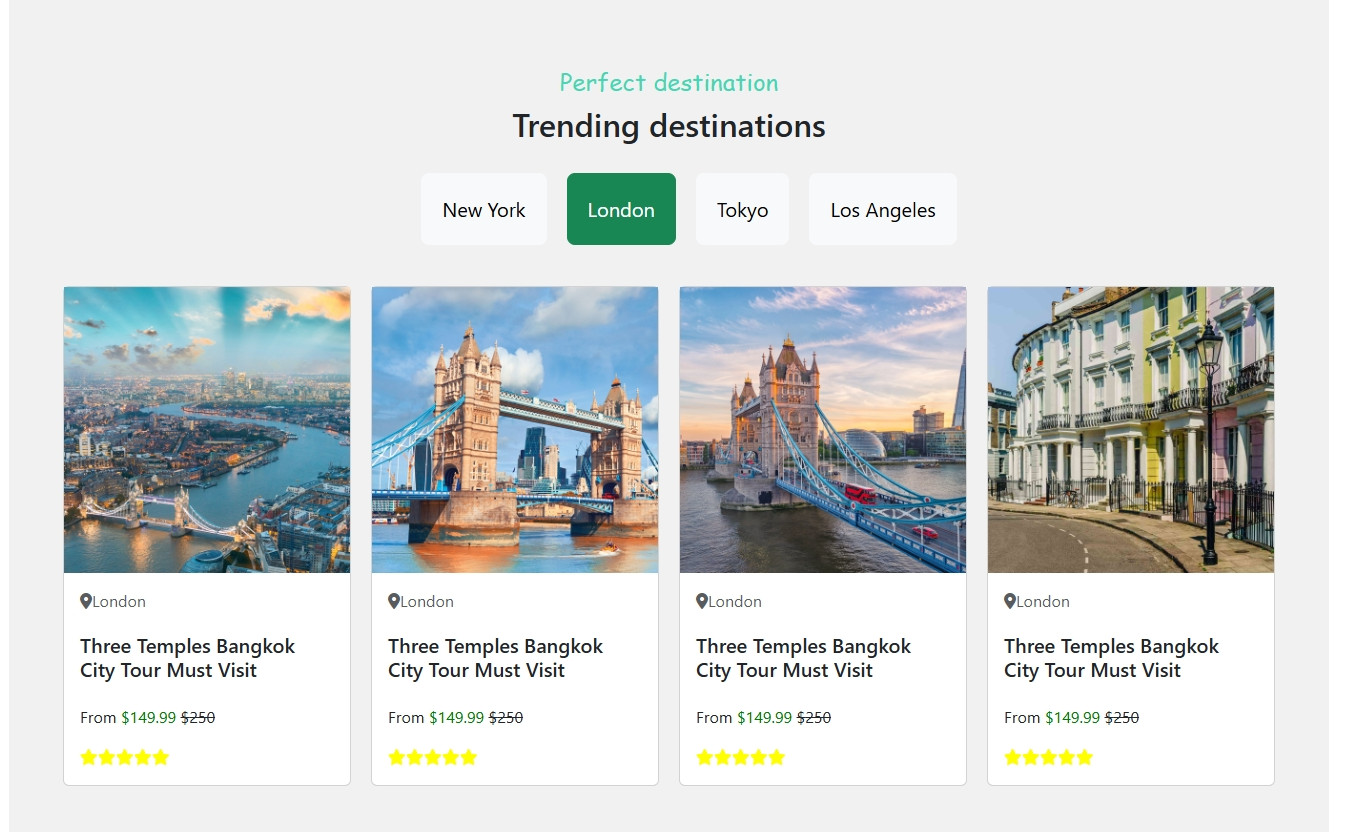 Perfect destination
Trending destinations
New York
London
Tokyo
Los Angeles
London
Three Temples Bangkok
City Tour Must Visit
From $149.99 $250
London
Three Temples Bangkok
City Tour Must Visit
From $149.99 $250
London
Three Temples Bangkok
City Tour Must Visit
From $149.99 $250
London
Three Temples Bangkok
City Tour Must Visit
From $149.99 $250